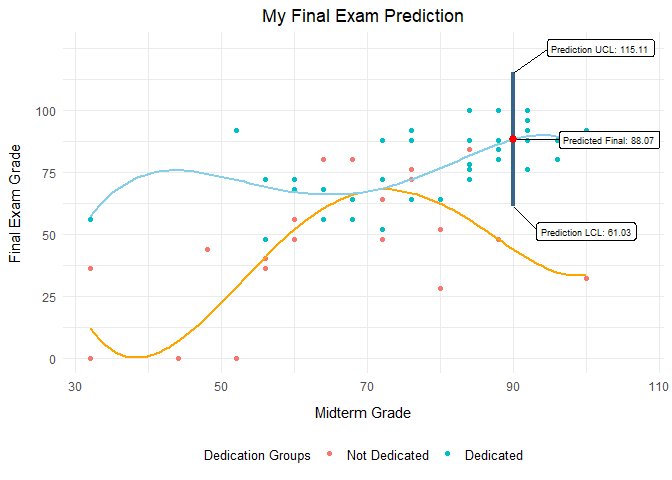 My Final Exam Prediction
Prediction UCL: 115.11
Predicted Final: 88.07
Prediction LCL: 61.03
Final Exam Grade
100
75
50
25
0
30
50
70
90
110
Midterm Grade
Dedication Groups
Not Dedicated
Dedicated